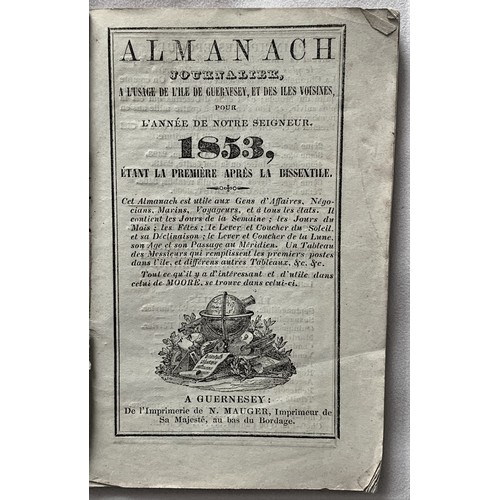 ALMANACH
JOURNALIER,
A L'USAGE DE L'ILE DE GUERNESEY, ET DES ILES VOISINES,
POUR
L'ANNÉE DE NOTRE SEIGNEUR.
1853,
ÉTANT LA PREMIÈRE APRÈS LA BISSEXTILE.
Cet Almanach est utile aux Gens d'Affaires, Négo-
cians, Marins, Voyageurs, et à tous les états. Il
contient les Jours de la Semaine; les Jours du
Mois; les Fêtes; le Lever et Coucher du Soleil,
et sa Déclinaison; le Lever et Coucher de la Lune,
son Age et son Passage au Méridien. Un Tableau
des Messieurs qui remplissent les premiers postes
dans l'île, et différens autres Tableaux, &c. &c.
Tout ce qu'il y a d'intéressant et d'utile dans
celui de MOORE, se trouve dans celui-ci.
A GUERNESEY:
De l'Imprimerie de N. MAUGER, Imprimeur de
Sa Majesté, au bas du Bordage.